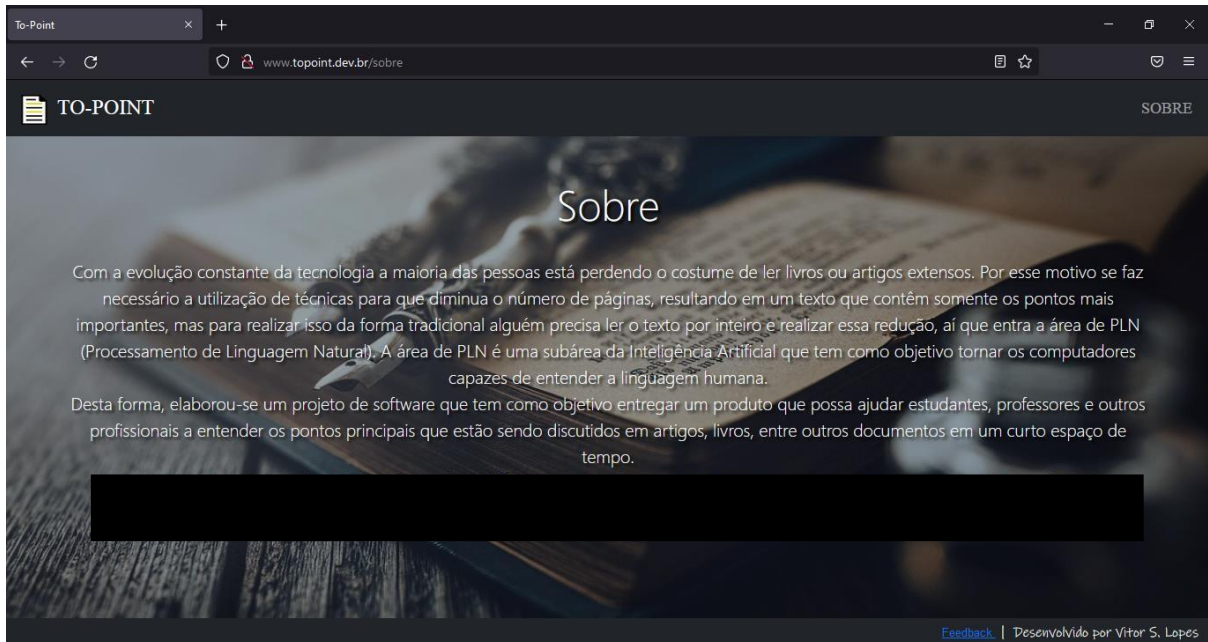 To-Point
www.topoint.dev.br/sobre
TO-POINT
SOBRE
Sobre
Com a evolução constante da tecnologia a maioria das pessoas está perdendo o costume de ler livros ou artigos extensos. Por esse motivo se faz
necessário a utilização de técnicas para que diminua o número de páginas, resultando em um texto que contêm somente os pontos mais
importantes, mas para realizar isso da forma tradicional alguém precisa ler o texto por inteiro e realizar essa redução, aí que entra a área de PLN
(Processamento de Linguagem Natural). A área de PLN é uma subárea da Inteligência Artificial que tem como objetivo tornar os computadores
capazes de entender a linguagem humana.
Desta forma, elaborou-se um projeto de software que tem como objetivo entregar um produto que possa ajudar estudantes, professores e outros
profissionais a entender os pontos principais que estão sendo discutidos em artigos, livros, entre outros documentos em um curto espaço de
tempo.
Feedback | Desenvolvido por Vitor S. Lopes